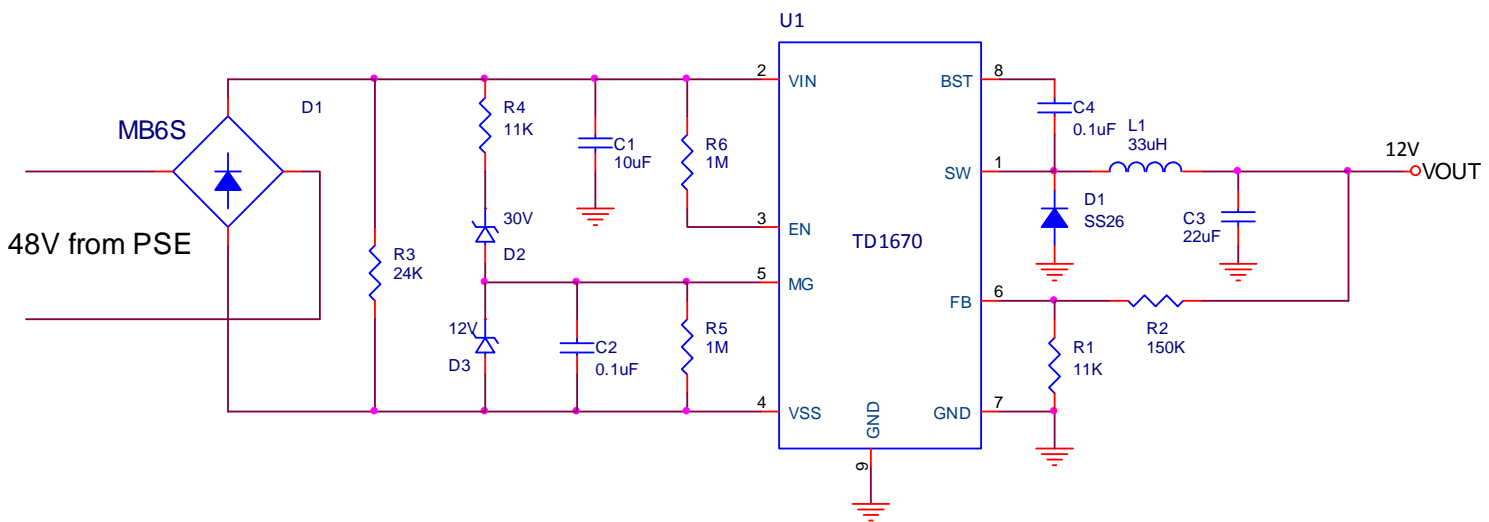 U1
MB6S
D1
48V from PSE
R3
24K
R4
11K
30V
D2
12V
D3
C1
10uF
C2
0.1uF
R6
1M
R5
1M
2
VIN
3
EN
5
MG
4
VSS
TD1670
GND
9
BST
8
SW
1
FB
6
GND
7
C4
0.1uF
L1
33uH
D1
SS26
C3
22uF
12V
VOUT
R2
150K
R1
11K